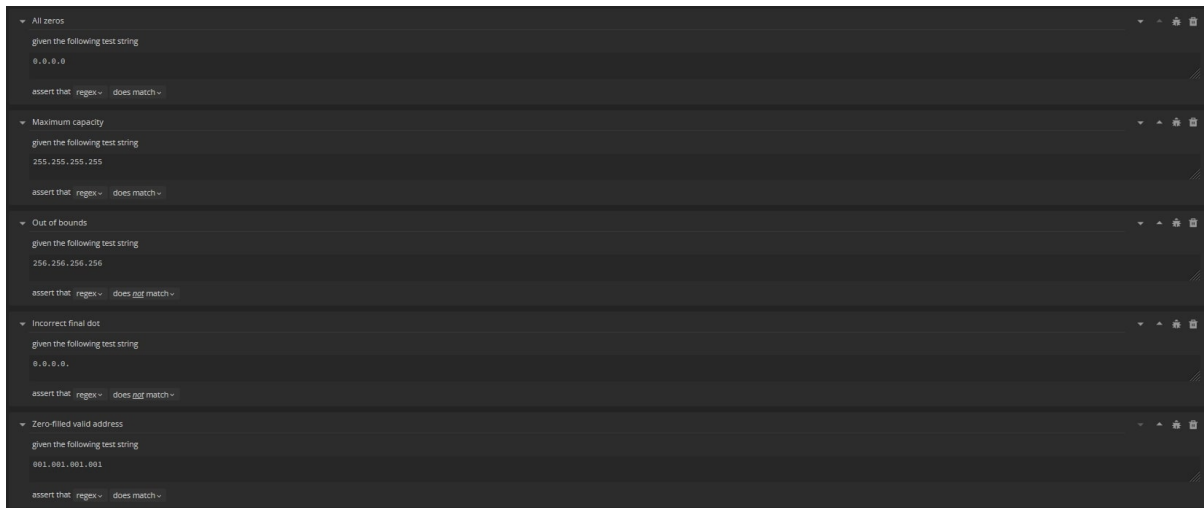 All zeros
given the following test string
0.0.0.0
assert that regex does match
Maximum capacity
given the following test string
255.255.255.255
assert that regex does match
Out of bounds
given the following test string
256.256.256.256
assert that regex does not match
Incorrect final dot
given the following test string
0.0.0.0.
assert that regex does not match
Zero-filled valid address
given the following test string
001.001.001.001
assert that regex does match